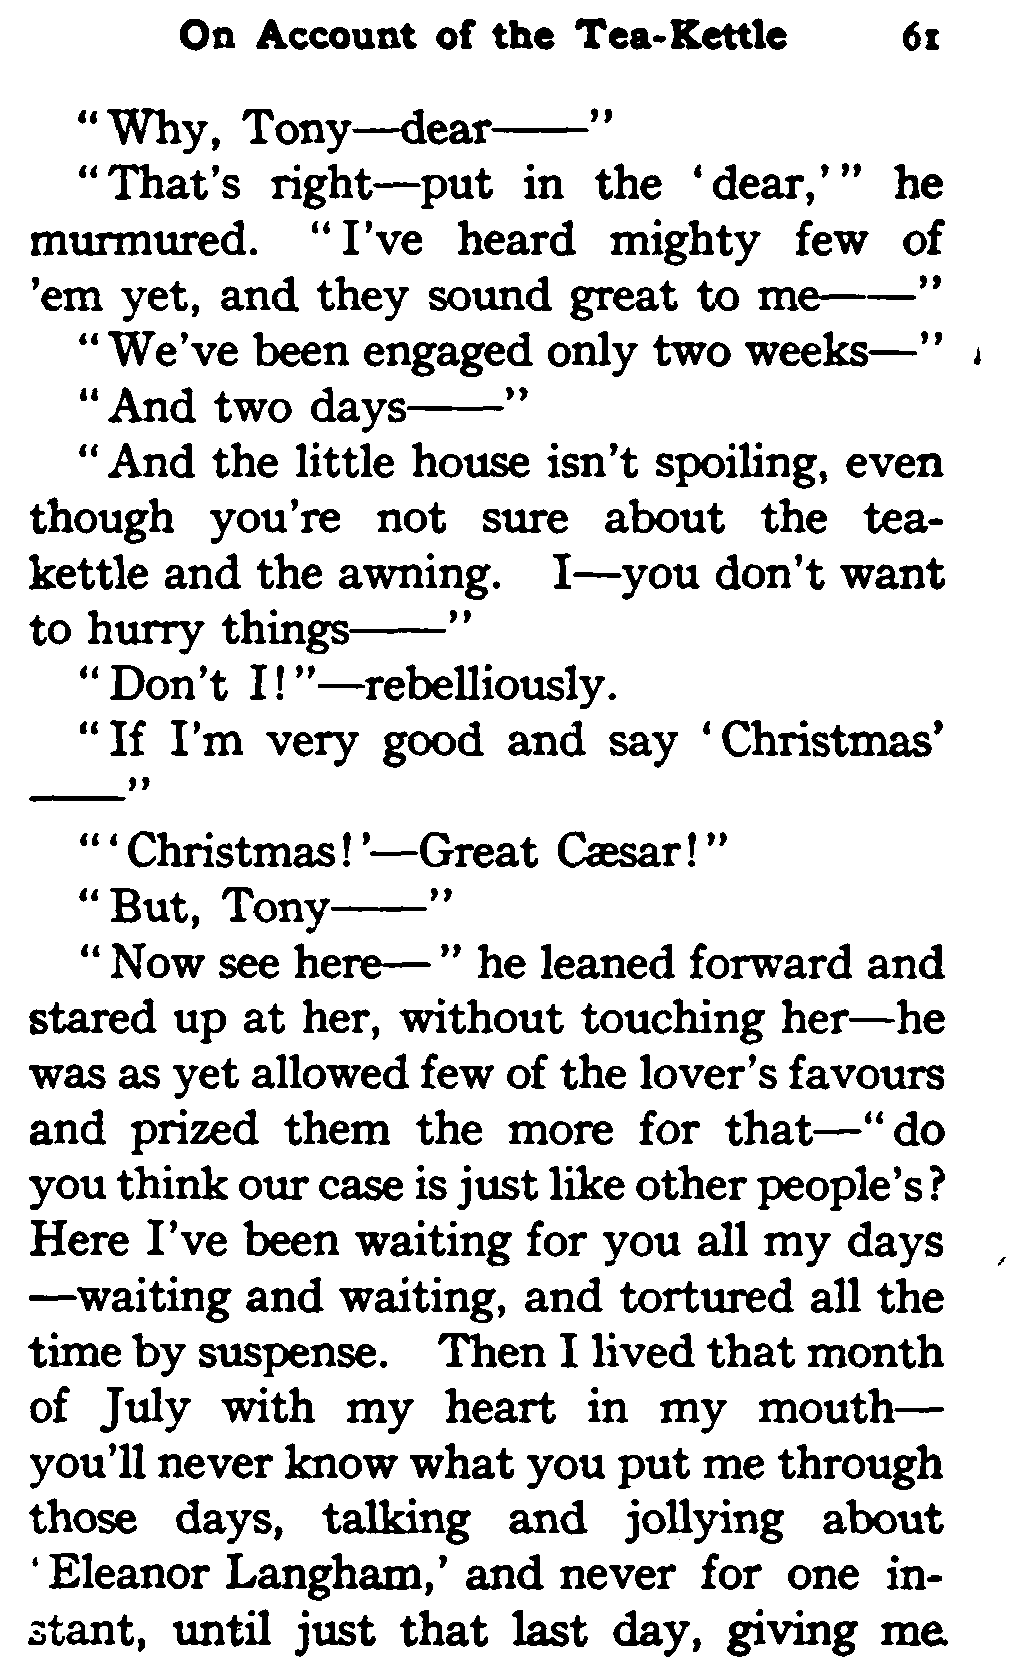 On Account of the Tea-Kettle 61
"Why, Tony—dear——"
"That's right—put in the 'dear,'" he
murmured. "I've heard mighty few of
'em yet, and they sound great to me——"
"We've been engaged only two weeks—"
"And two days——"
"And the little house isn't spoiling, even
though you're not sure about the tea-
kettle and the awning. I—you don't want
to hurry things——"
"Don't I!"—rebelliously.
"If I'm very good and say 'Christmas'
——"
"'Christmas!'—Great Cæsar!"
"But, Tony——"
"Now see here—" he leaned forward and
stared up at her, without touching her—he
was as yet allowed few of the lover's favours
and prized them the more for that—"do
you think our case is just like other people's?
Here I've been waiting for you all my days
—waiting and waiting, and tortured all the
time by suspense. Then I lived that month
of July with my heart in my mouth—
you'll never know what you put me through
those days, talking and jollying about
'Eleanor Langham,' and never for one in-
stant, until just that last day, giving me